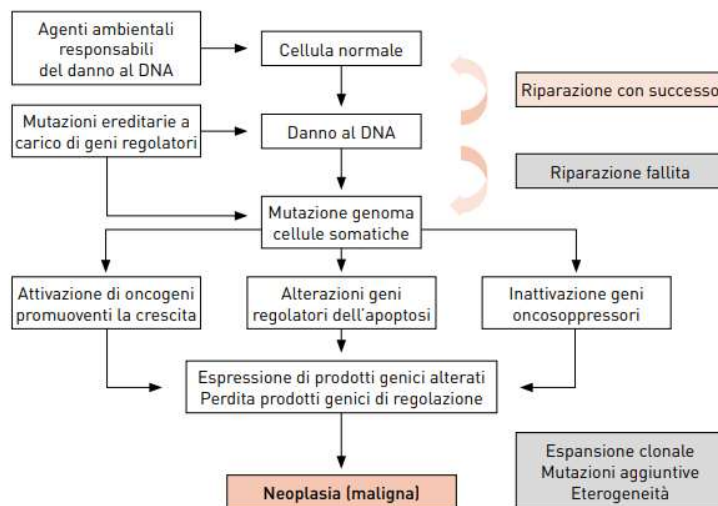 Agenti ambientali
responsabili
del danno al DNA
Cellula normale
Riparazione con successo
Mutazioni ereditarie a
carico di geni regolatori
Danno al DNA
Riparazione fallita
Mutazione genoma
cellule somatiche
Attivazione di oncogeni
promuoventi la crescita
Alterazioni geni
regolatori dell'apoptosi
Inattivazione geni
oncosoppressori
Espressione di prodotti genici alterati
Perdita prodotti genici di regolazione
Espansione clonale
Mutazioni aggiuntive
Eterogeneità
Neoplasia (maligna)